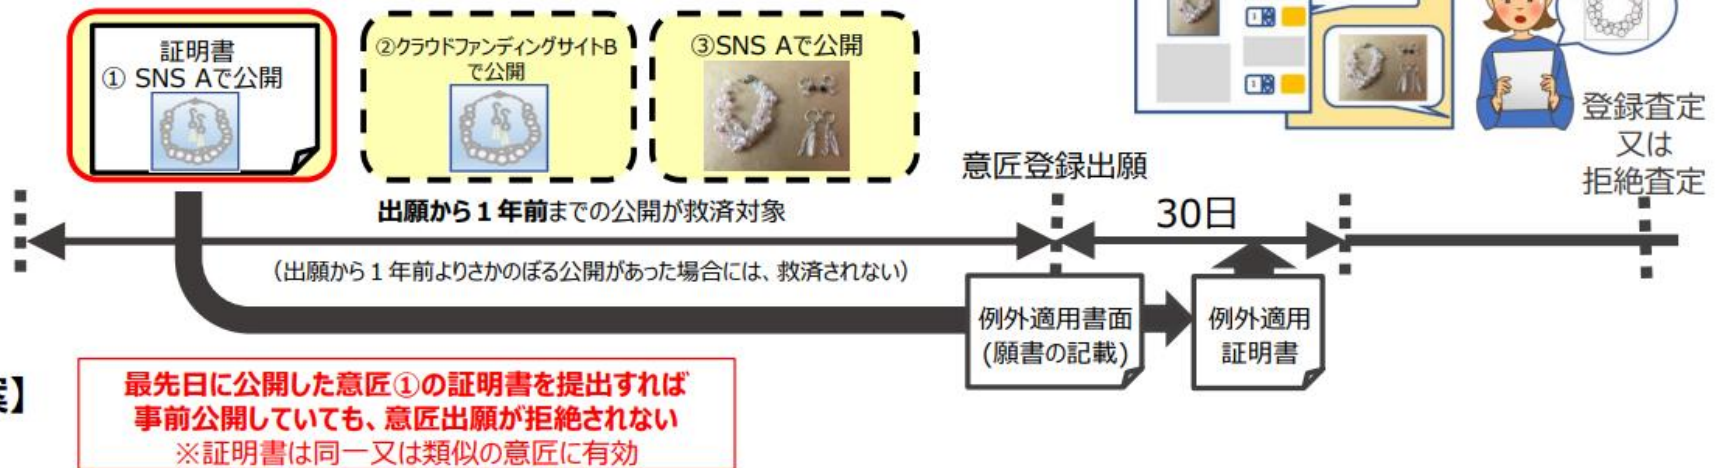 証明書
① SNS Aで公開
②クラウドファンディングサイトB
で公開
③SNS Aで公開
登録査定
又は
拒絶査定
意匠登録出願
出願から1年前までの公開が救済対象
30日
（出願から1年前よりさかのぼる公開があった場合には、救済されない）
例外適用書面
(願書の記載)
例外適用
証明書
案】
最先日に公開した意匠①の証明書を提出すれば
事前公開していても、意匠出願が拒絶されない
※証明書は同一又は類似の意匠に有効